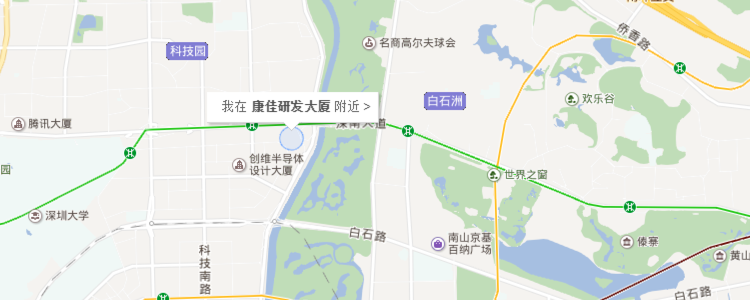 侨香路
名商高尔夫球会
科技园
欢乐谷
白石洲
我在 康佳研发大厦 附近 >
腾讯大厦
深南大道
创维半导体
设计大厦
园
世界之窗
深圳大学
白石路
南山京基
百纳广场
傣寨
黄山
科技南路
白石路